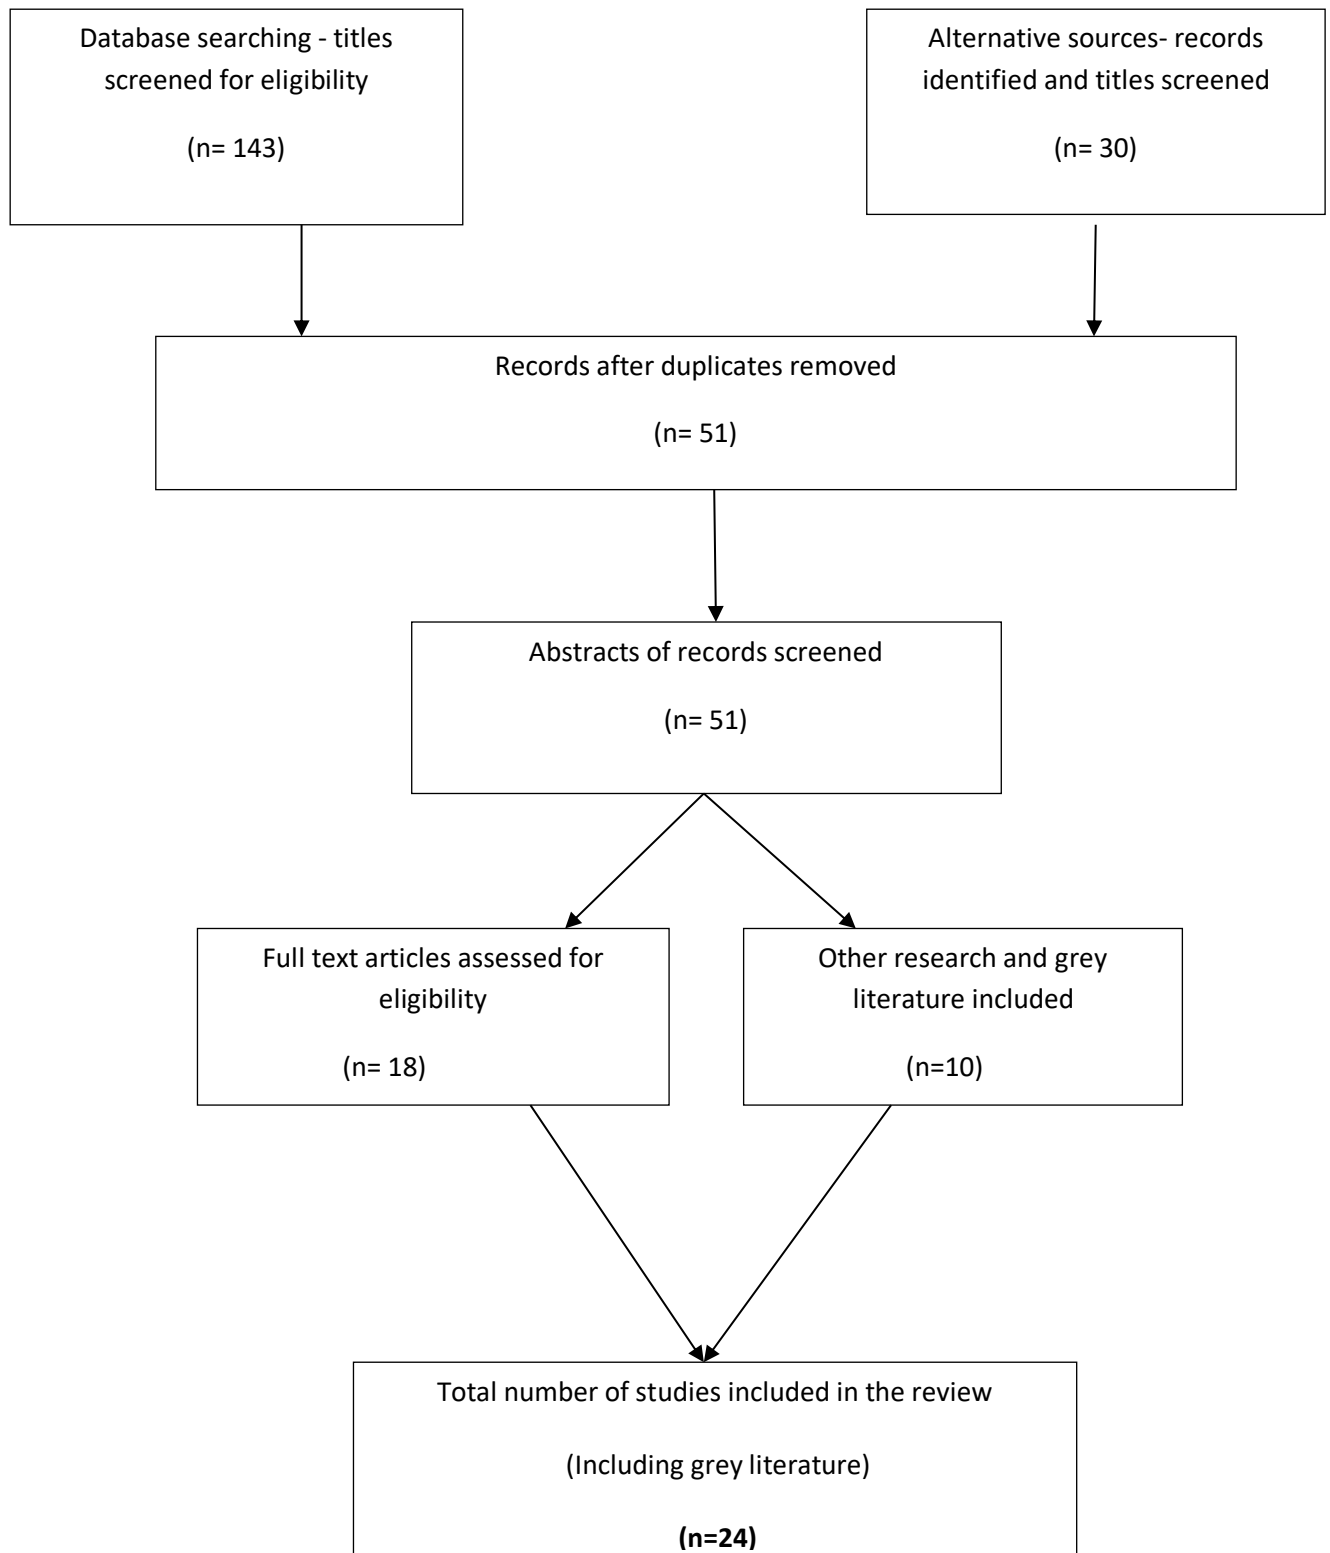 Database searching - titles
screened for eligibility
(n= 143)
Alternative sources- records
identified and titles screened
(n= 30)
Records after duplicates removed
(n= 51)
Abstracts of records screened
(n= 51)
Full text articles assessed for
eligibility
(n= 18)
Other research and grey
literature included
(n=10)
Total number of studies included in the review
(Including grey literature)
(n=24)